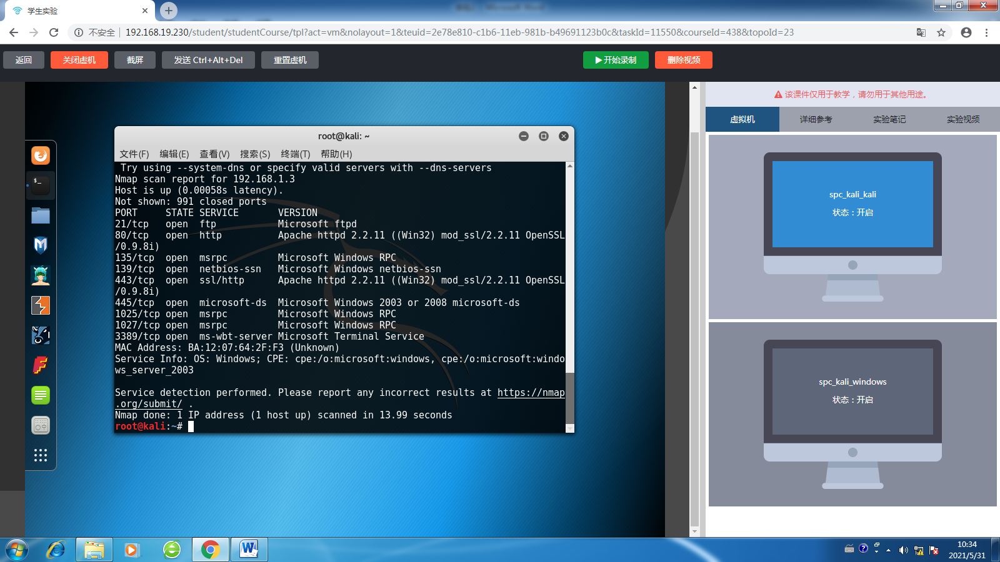 学生实验
不安全
192.168.19.230/student/studentCourse/tpl?act=vm&nolayout=1&teuid=2e78e810-c1b6-11eb-981b-b49691123b0c&taskId=11550&courseId=438&topoId=23
返回
关闭虚机
截屏
发送 Ctrl+Alt+Del
重置虚机
开始录制
删除视频
root@kali: ~
文件(F) 编辑(E) 查看(V) 搜索(S) 终端(T) 帮助(H)
Try using --system-dns or specify valid servers with --dns-servers
Nmap scan report for 192.168.1.3
Host is up (0.00058s latency).
Not shown: 991 closed ports
PORT     STATE SERVICE       VERSION
21/tcp   open  ftp           Microsoft ftpd
80/tcp   open  http          Apache httpd 2.2.11 ((Win32) mod_ssl/2.2.11 OpenSSL
/0.9.8i)
135/tcp  open  msrpc         Microsoft Windows RPC
139/tcp  open  netbios-ssn   Microsoft Windows netbios-ssn
443/tcp  open  ssl/http      Apache httpd 2.2.11 ((Win32) mod_ssl/2.2.11 OpenSSL
/0.9.8i)
445/tcp  open  microsoft-ds  Microsoft Windows 2003 or 2008 microsoft-ds
1025/tcp open  msrpc         Microsoft Windows RPC
1027/tcp open  msrpc         Microsoft Windows RPC
3389/tcp open  ms-wbt-server Microsoft Terminal Service
MAC Address: BA:12:07:64:2F:F3 (Unknown)
Service Info: OS: Windows; CPE: cpe:/o:microsoft:windows, cpe:/o:microsoft:windo
ws_server_2003
Service detection performed. Please report any incorrect results at https://nmap
.org/submit/ .
Nmap done: 1 IP address (1 host up) scanned in 13.99 seconds
root@kali:~#
该课件仅用于教学，请勿用于其他用途。
虚拟机
详细参考
实验笔记
实验视频
spc_kali_kali
状态：开启
spc_kali_windows
状态：开启
10:34
2021/5/31